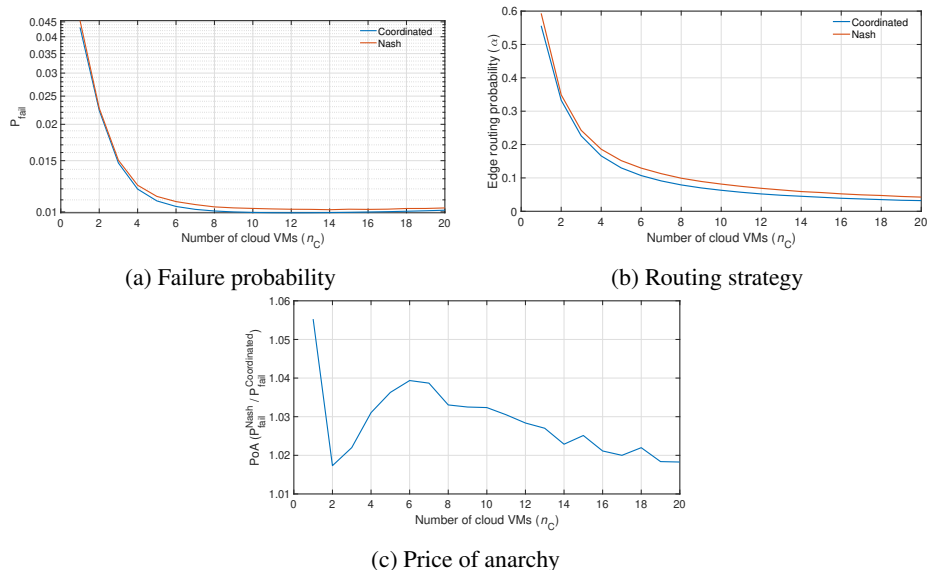 0.045
0.04
0.035
0.03
0.025
0.02
0.015
0.01
P_fail
Coordinated
Nash
0 2 4 6 8 10 12 14 16 18 20
Number of cloud VMs (n_C)
(a) Failure probability
0.6
0.5
0.4
0.3
0.2
0.1
0
Edge routing probability (α)
Coordinated
Nash
0 2 4 6 8 10 12 14 16 18 20
Number of cloud VMs (n_C)
(b) Routing strategy
1.06
1.05
1.04
1.03
1.02
1.01
PoA (P_fail^Nash / P_fail^Coordinated)
0 2 4 6 8 10 12 14 16 18 20
Number of cloud VMs (n_C)
(c) Price of anarchy